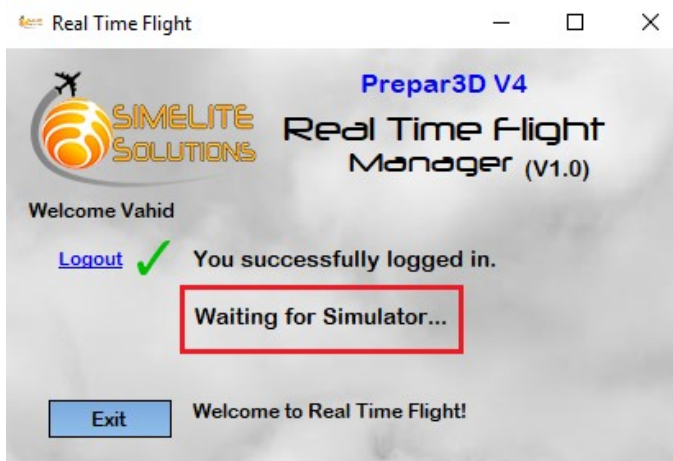 Real Time Flight
Prepar3D V4
SIMELITE
SOLUTIONS
Real Time Flight
Manager (V1.0)
Welcome Vahid
Logout
You successfully logged in.
Waiting for Simulator...
Exit
Welcome to Real Time Flight!